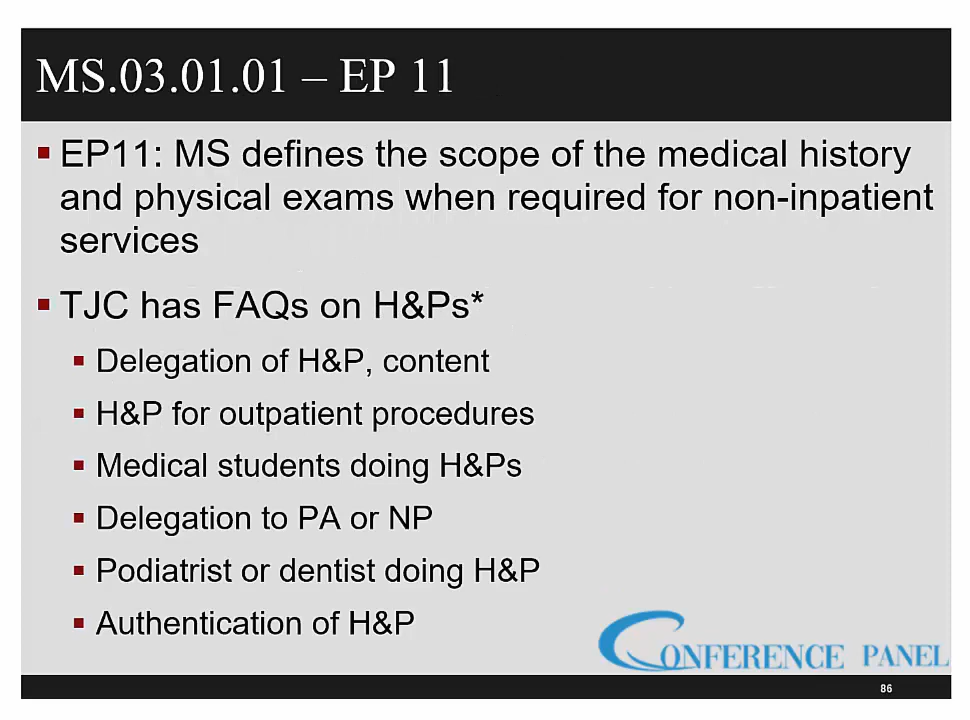 MS.03.01.01 – EP 11
▪ EP11: MS defines the scope of the medical history
and physical exams when required for non-inpatient
services
▪ TJC has FAQs on H&Ps*
▪ Delegation of H&P, content
▪ H&P for outpatient procedures
▪ Medical students doing H&Ps
▪ Delegation to PA or NP
▪ Podiatrist or dentist doing H&P
▪ Authentication of H&P
CONFERENCE PANEL
86